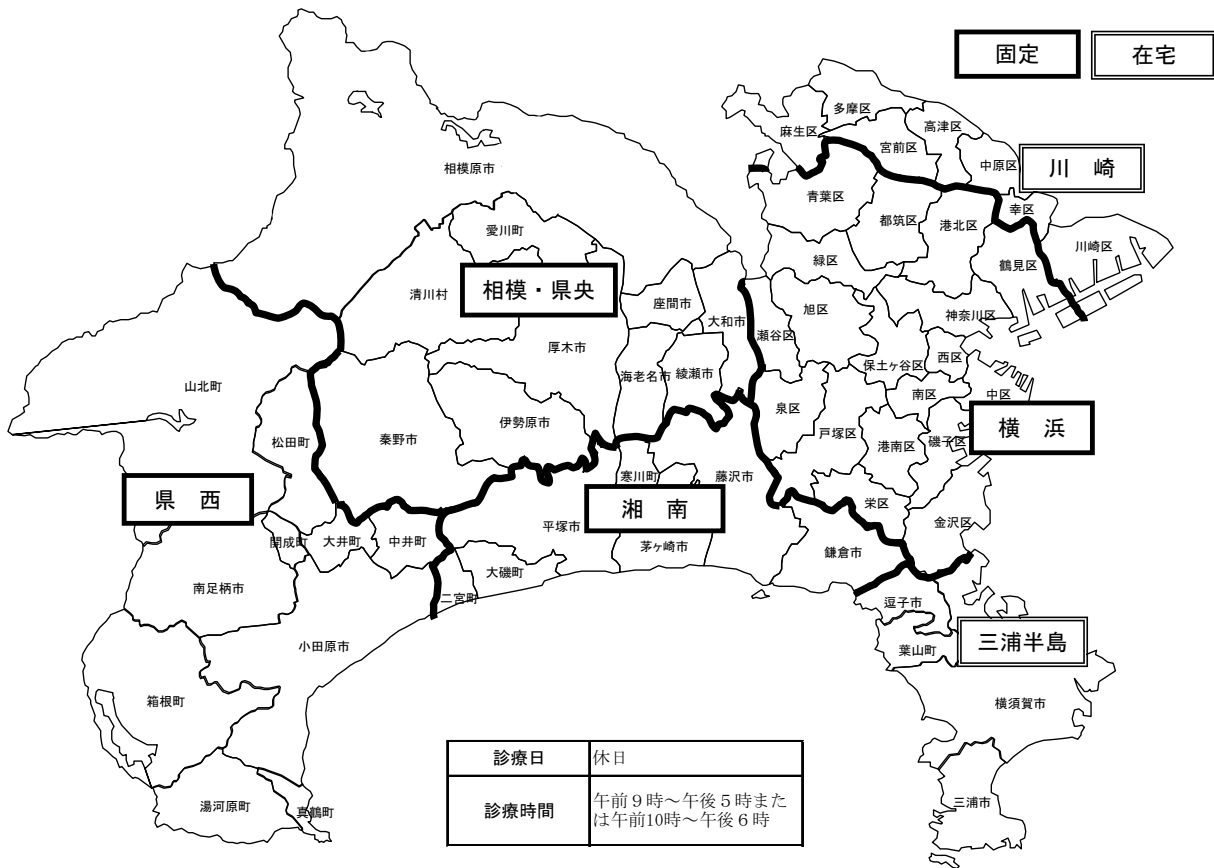 固定
在宅
多摩区
高津区
麻生区
宮前区
中原区
川　崎
相模原市
青葉区
幸区
都筑区
港北区
川崎区
愛川町
緑区
鶴見区
清川村
相模・県央
座間市
旭区
大和市
神奈川区
瀬谷区
厚木市
西区
保土ヶ谷区
海老名市
綾瀬市
山北町
南区
中区
泉区
伊勢原市
横　浜
松田町
秦野市
戸塚区
港南区
磯子区
寒川町
藤沢市
県　西
栄区
湘　南
金沢区
平塚市
開成町
大井町
中井町
茅ヶ崎市
鎌倉市
大磯町
南足柄市
二宮町
逗子市
小田原市
葉山町
三浦半島
箱根町
横須賀市
診療日
休日
診療時間
午前９時～午後５時また
は午前10時～午後６時
湯河原町
真鶴町
三浦市